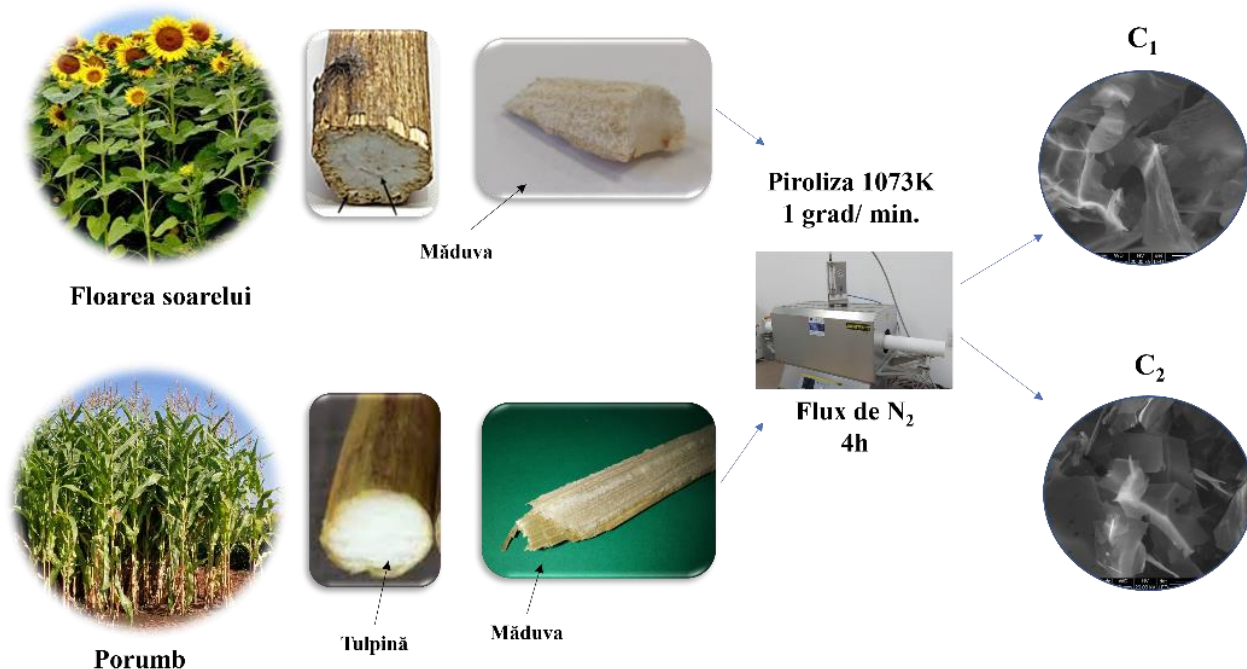 C₁
Piroliza 1073K
1 grad/ min.
Măduva
Floarea soarelui
C₂
Flux de N₂
4h
Tulpină
Măduva
Porumb